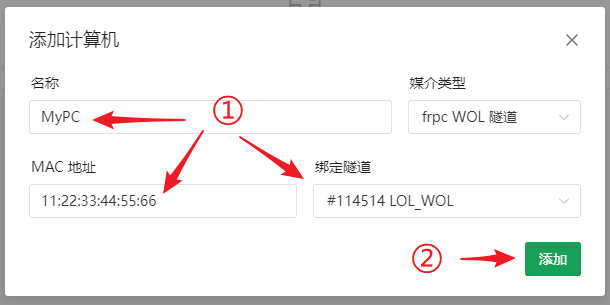 添加计算机
名称
媒介类型
MyPC
①
frpc WOL 隧道
MAC 地址
绑定隧道
11:22:33:44:55:66
#114514 LOL_WOL
②
添加